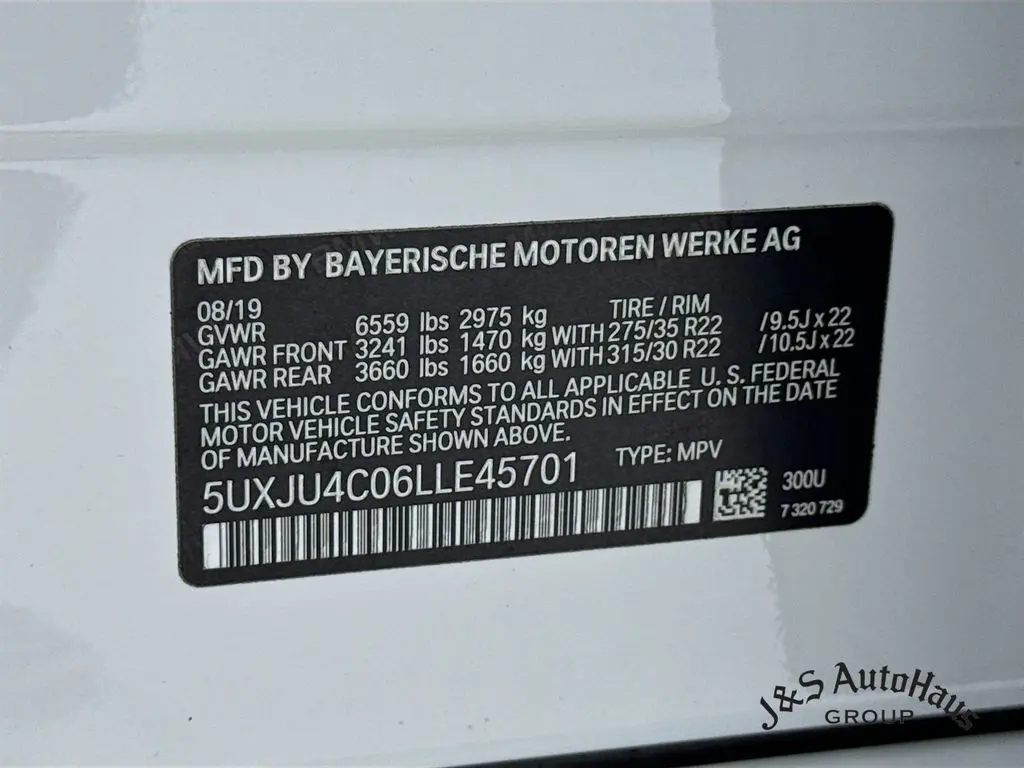 MFD BY BAYERISCHE MOTOREN WERKE AG
08/19 TIRE / RIM
GVWR 6559 lbs 2975 kg
GAWR FRONT 3241 lbs 1470 kg WITH 275/35 R22 /9.5J x 22
GAWR REAR 3660 lbs 1660 kg WITH 315/30 R22 /10.5J x 22
THIS VEHICLE CONFORMS TO ALL APPLICABLE U. S. FEDERAL
MOTOR VEHICLE SAFETY STANDARDS IN EFFECT ON THE DATE
OF MANUFACTURE SHOWN ABOVE.
5UXJU4C06LLE45701 TYPE: MPV
300U
7 320 729
J&S AutoHaus
GROUP